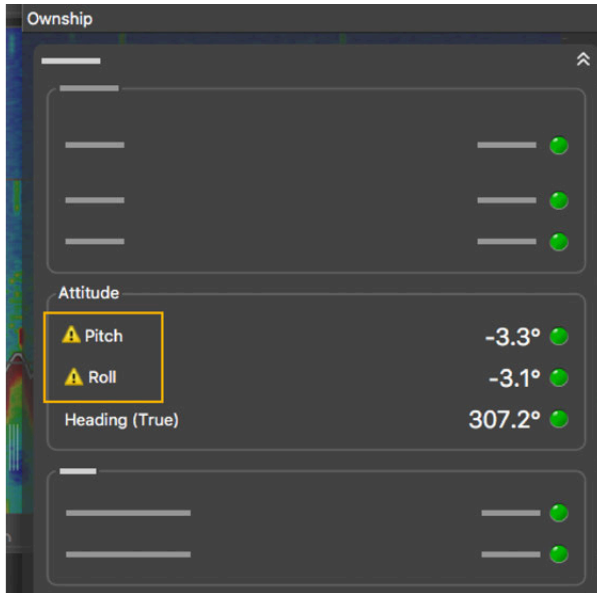 Ownship
Attitude
Pitch -3.3°
Roll -3.1°
Heading (True) 307.2°